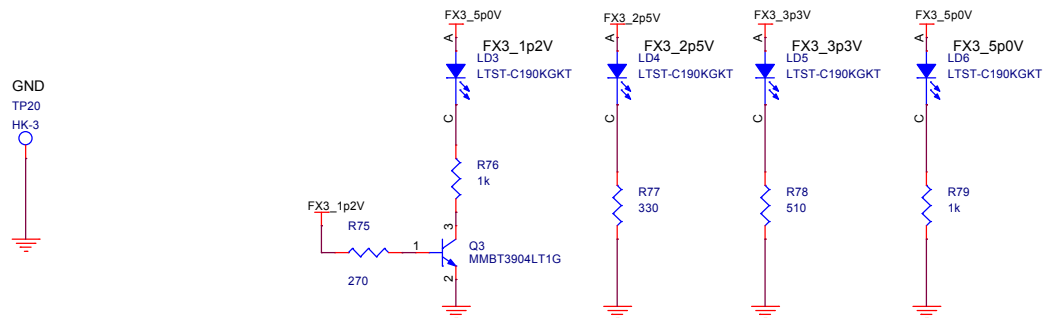 FX3_5p0V
FX3_2p5V
FX3_3p3V
FX3_5p0V
A
A
A
A
FX3_1p2V
FX3_2p5V
FX3_3p3V
FX3_5p0V
LD3
LD4
LD5
LD6
LTST-C190KGKT
LTST-C190KGKT
LTST-C190KGKT
LTST-C190KGKT
GND
TP20
HK-3
C
C
C
C
R76
1k
R77
330
R78
510
R79
1k
FX3_1p2V
R75
270
1
3
2
Q3
MMBT3904LT1G